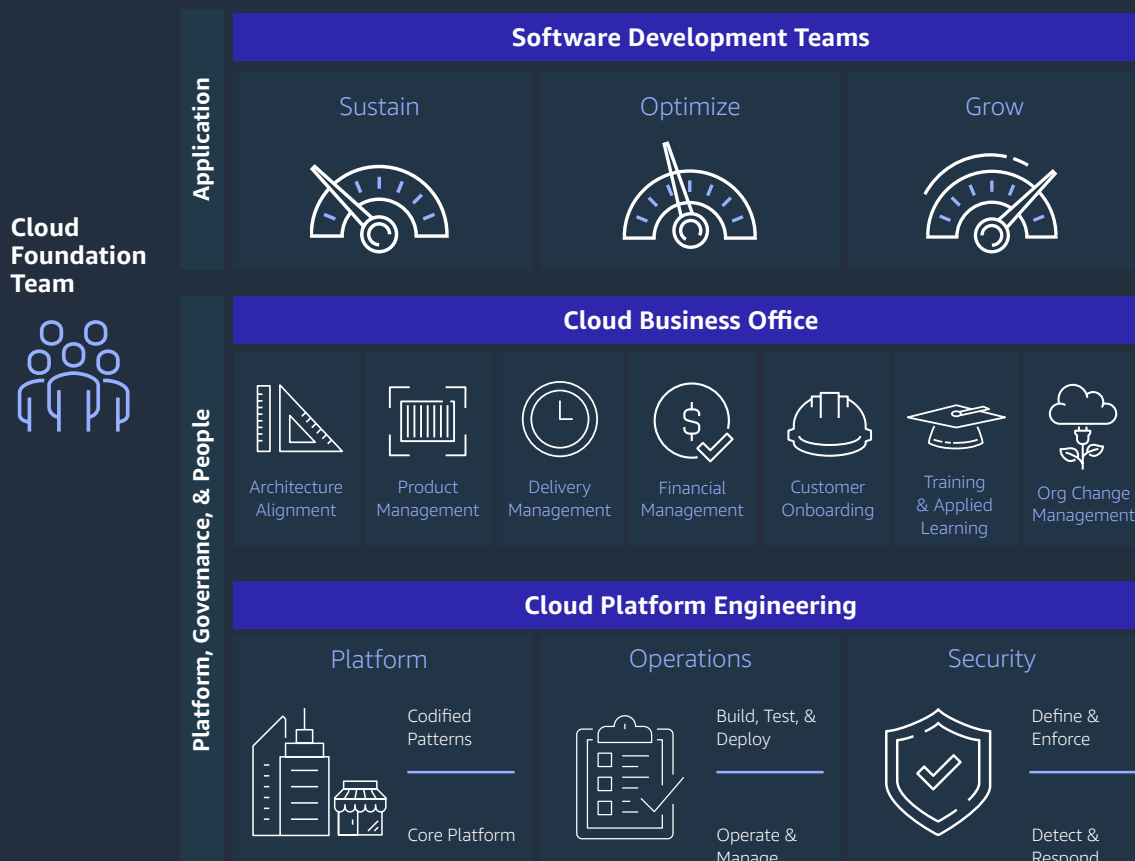 Cloud
Foundation
Team
Application
Software Development Teams
Sustain
Optimize
Grow
Platform, Governance, & People
Cloud Business Office
$
Architecture
Alignment
Product
Management
Delivery
Management
Financial
Management
Customer
Onboarding
Training
& Applied
Learning
Org Change
Management
Cloud Platform Engineering
Platform
Codified
Patterns
Core Platform
Operations
Build, Test, &
Deploy
Operate &
Manage
Security
Define &
Enforce
Detect &
Respond